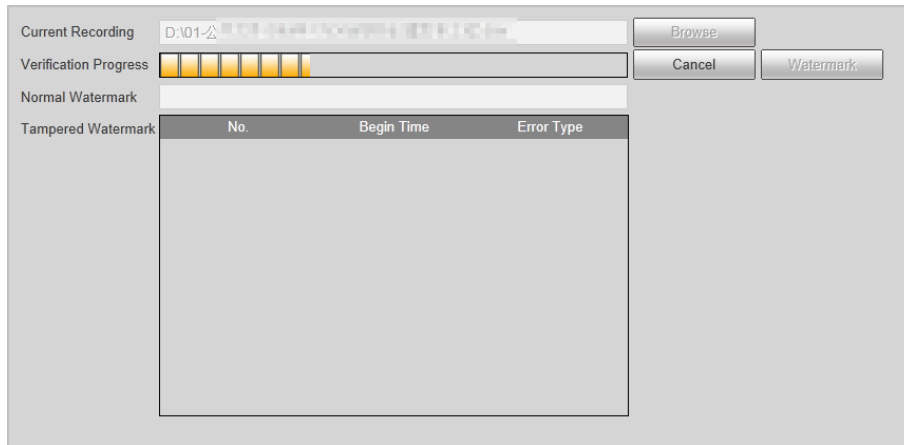 Current Recording D:\01-公 Browse
Verification Progress Cancel Watermark
Normal Watermark
Tampered Watermark No. Begin Time Error Type